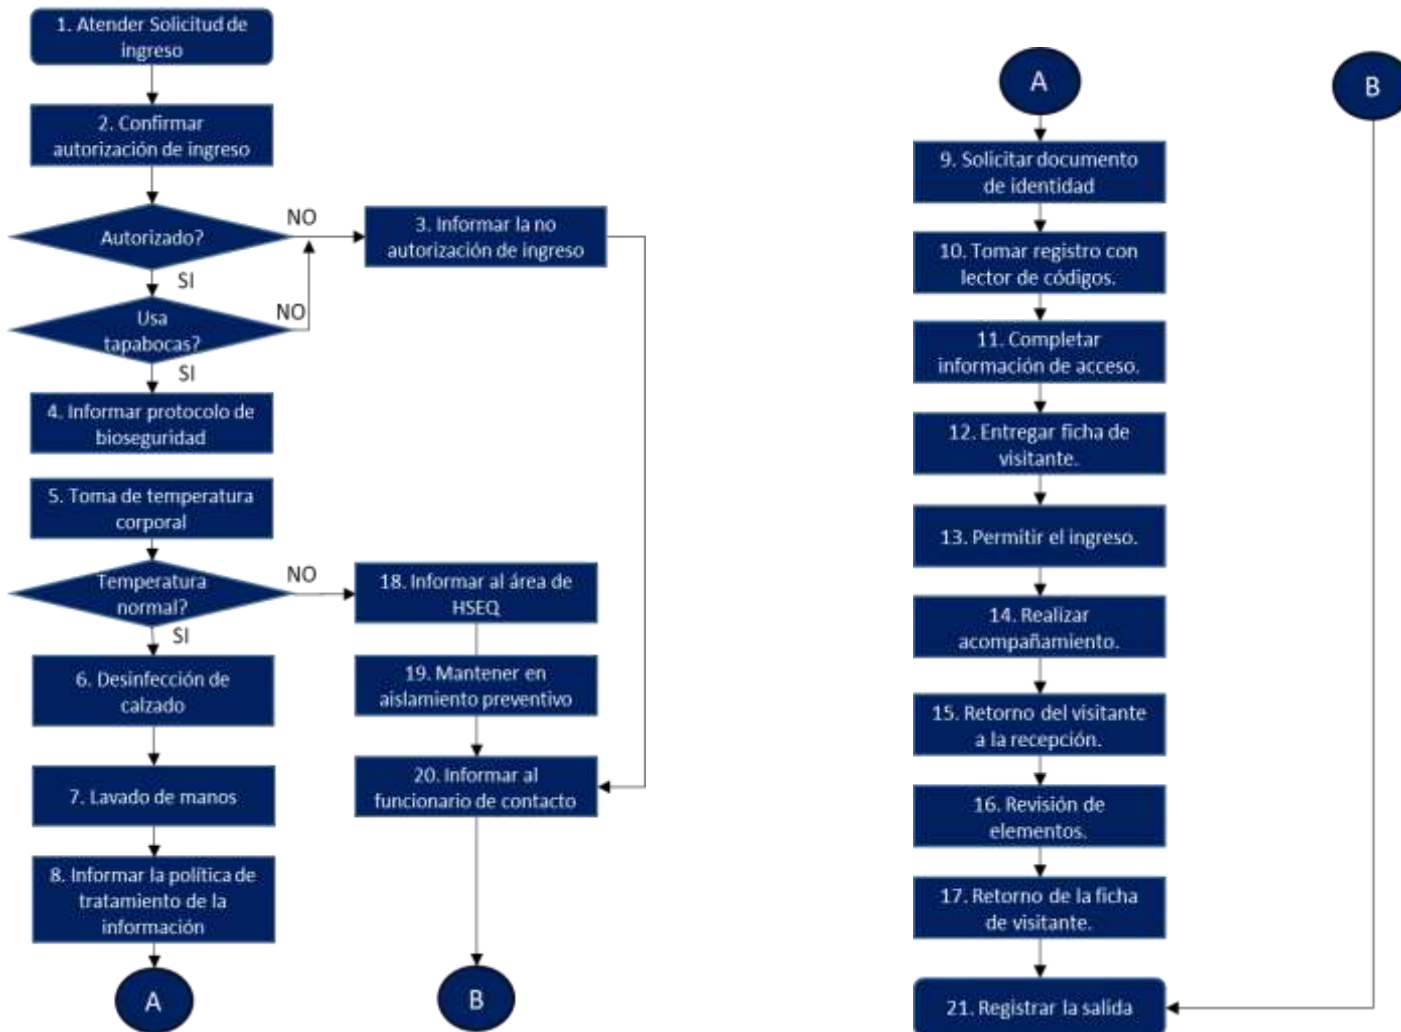 1. Atender Solicitud de
ingreso
2. Confirmar
autorización de ingreso
Autorizado?
NO
SI
3. Informar la no
autorización de ingreso
Usa
tapabocas?
NO
SI
4. Informar protocolo de
bioseguridad
5. Toma de temperatura
corporal
Temperatura
normal?
NO
SI
18. Informar al área de
HSEQ
6. Desinfección de
calzado
19. Mantener en
aislamiento preventivo
7. Lavado de manos
20. Informar al
funcionario de contacto
8. Informar la política de
tratamiento de la
información
A
B
A
B
9. Solicitar documento
de identidad
10. Tomar registro con
lector de códigos.
11. Completar
información de acceso.
12. Entregar ficha de
visitante.
13. Permitir el ingreso.
14. Realizar
acompañamiento.
15. Retorno del visitante
a la recepción.
16. Revisión de
elementos.
17. Retorno de la ficha
de visitante.
21. Registrar la salida